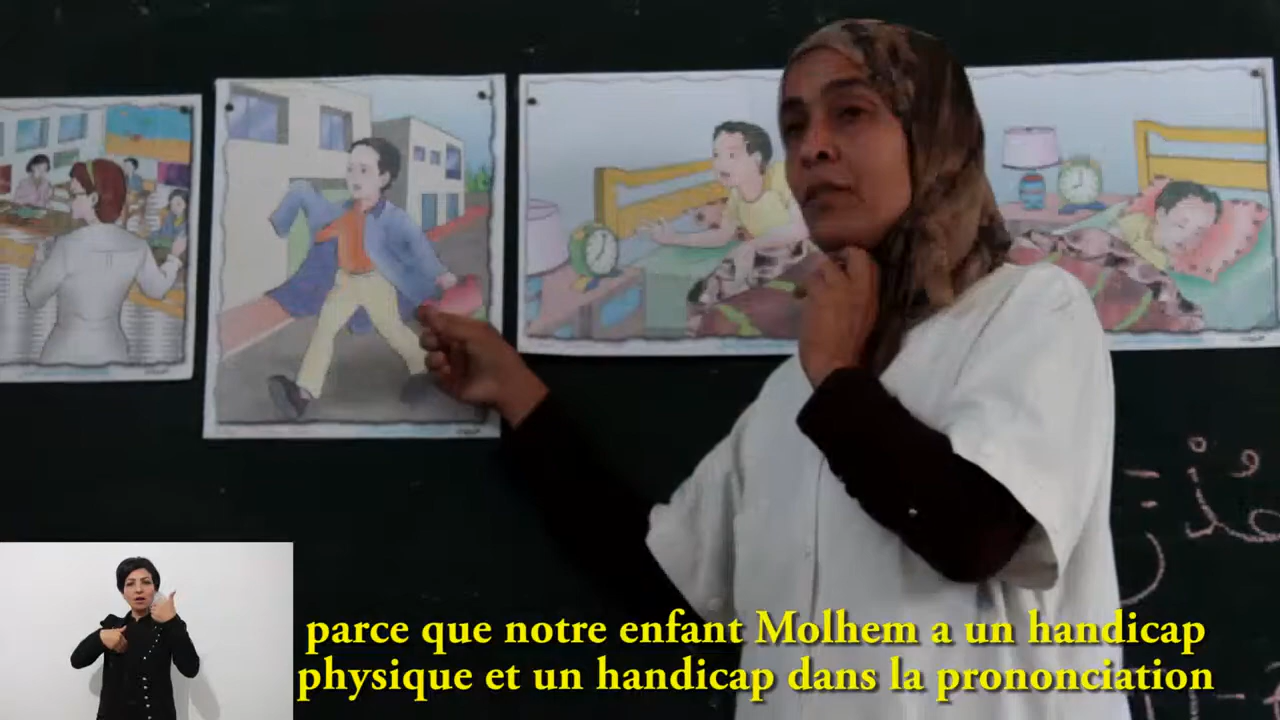 parce que notre enfant Molhem a un handicap
physique et un handicap dans la prononciation